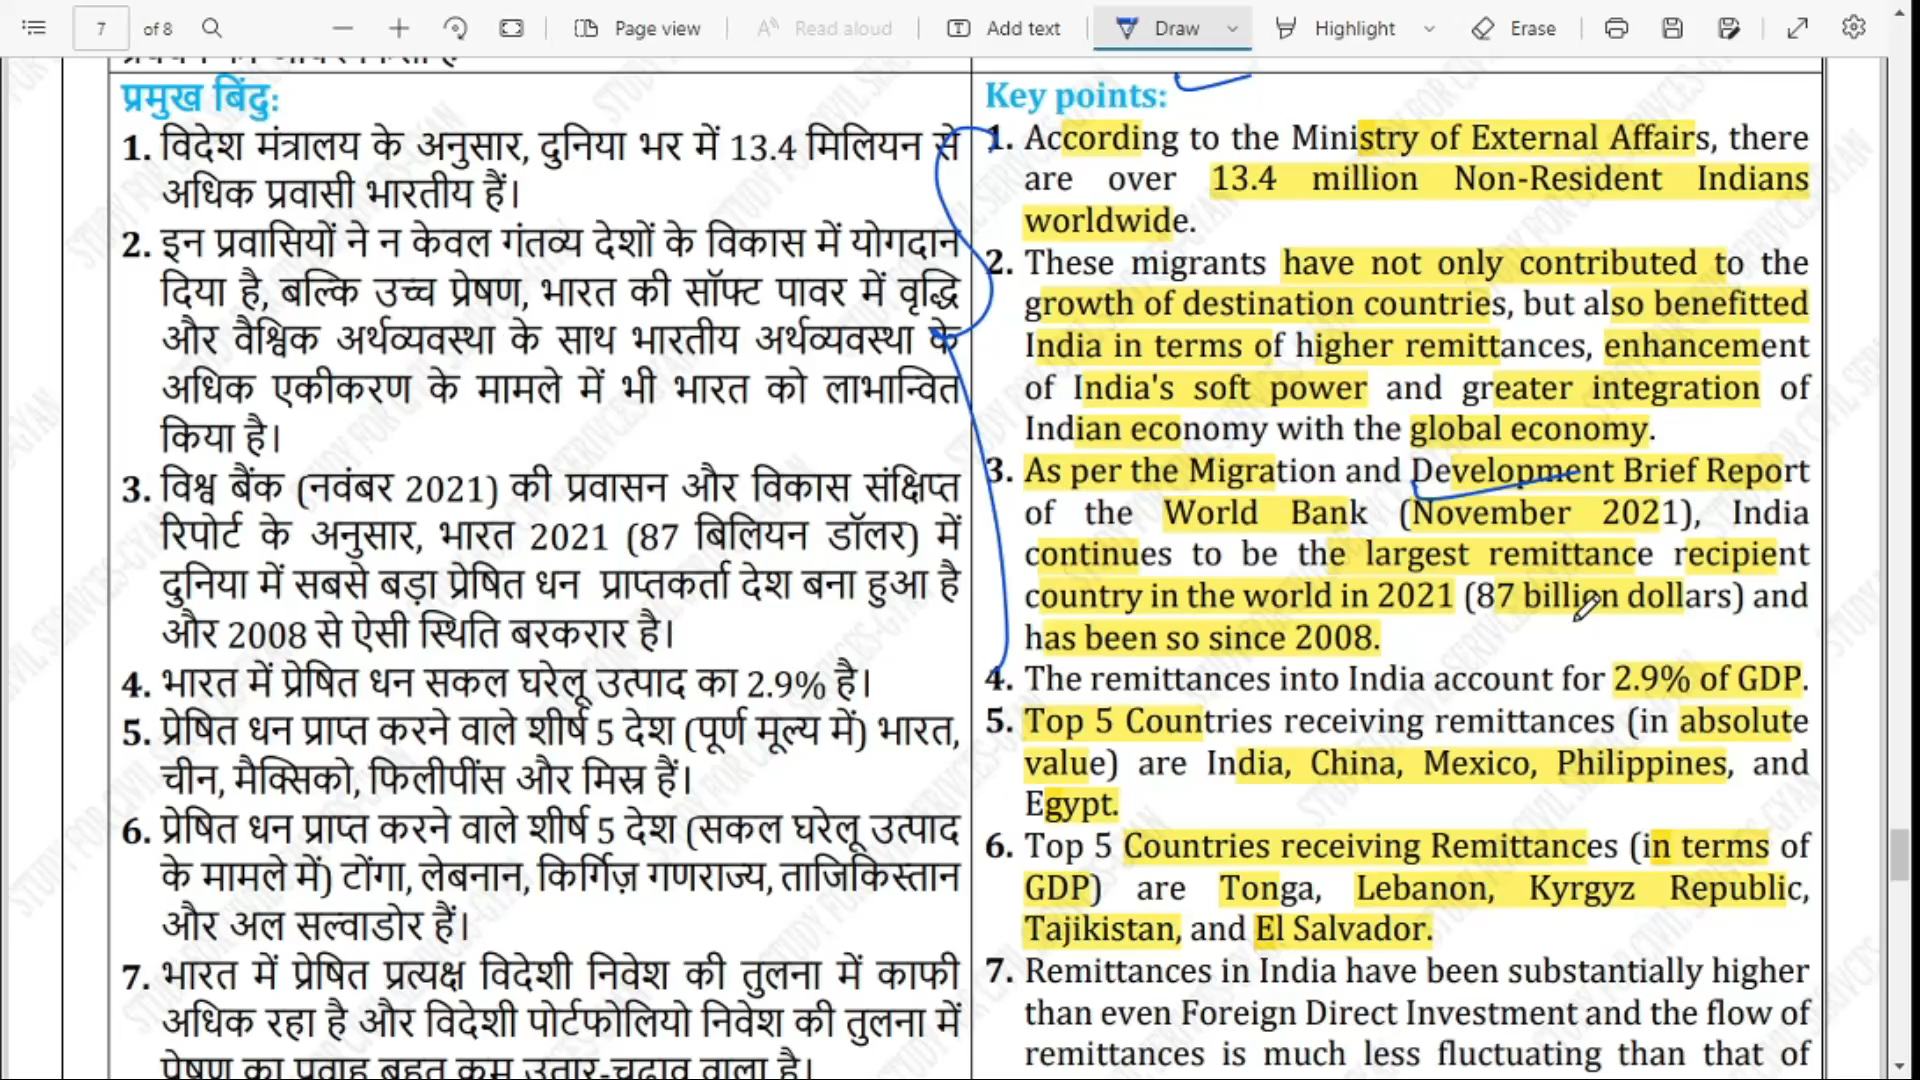 7 of 8 Page view Read aloud Add text Draw Highlight Erase
प्रमुख बिंदु:
1. विदेश मंत्रालय के अनुसार, दुनिया भर में 13.4 मिलियन से
अधिक प्रवासी भारतीय हैं।
2. इन प्रवासियों ने न केवल गंतव्य देशों के विकास में योगदान
दिया है, बल्कि उच्च प्रेषण, भारत की सॉफ्ट पावर में वृद्धि
और वैश्विक अर्थव्यवस्था के साथ भारतीय अर्थव्यवस्था के
अधिक एकीकरण के मामले में भी भारत को लाभान्वित
किया है।
3. विश्व बैंक (नवंबर 2021) की प्रवासन और विकास संक्षिप्त
रिपोर्ट के अनुसार, भारत 2021 (87 बिलियन डॉलर) में
दुनिया में सबसे बड़ा प्रेषित धन प्राप्तकर्ता देश बना हुआ है
और 2008 से ऐसी स्थिति बरकरार है।
4. भारत में प्रेषित धन सकल घरेलू उत्पाद का 2.9% है।
5. प्रेषित धन प्राप्त करने वाले शीर्ष 5 देश (पूर्ण मूल्य में) भारत,
चीन, मैक्सिको, फिलीपींस और मिस्र हैं।
6. प्रेषित धन प्राप्त करने वाले शीर्ष 5 देश (सकल घरेलू उत्पाद
के मामले में) टोंगा, लेबनान, किर्गिज़ गणराज्य, ताजिकिस्तान
और अल सल्वाडोर हैं।
7. भारत में प्रेषित प्रत्यक्ष विदेशी निवेश की तुलना में काफी
अधिक रहा है और विदेशी पोर्टफोलियो निवेश की तुलना में
प्रेषण का प्रवाह बहुत कम उतार-चढ़ाव वाला है।
Key points:
1. According to the Ministry of External Affairs, there
are over 13.4 million Non-Resident Indians
worldwide.
2. These migrants have not only contributed to the
growth of destination countries, but also benefitted
India in terms of higher remittances, enhancement
of India's soft power and greater integration of
Indian economy with the global economy.
3. As per the Migration and Development Brief Report
of the World Bank (November 2021), India
continues to be the largest remittance recipient
country in the world in 2021 (87 billion dollars) and
has been so since 2008.
4. The remittances into India account for 2.9% of GDP.
5. Top 5 Countries receiving remittances (in absolute
value) are India, China, Mexico, Philippines, and
Egypt.
6. Top 5 Countries receiving Remittances (in terms of
GDP) are Tonga, Lebanon, Kyrgyz Republic,
Tajikistan, and El Salvador.
7. Remittances in India have been substantially higher
than even Foreign Direct Investment and the flow of
remittances is much less fluctuating than that of